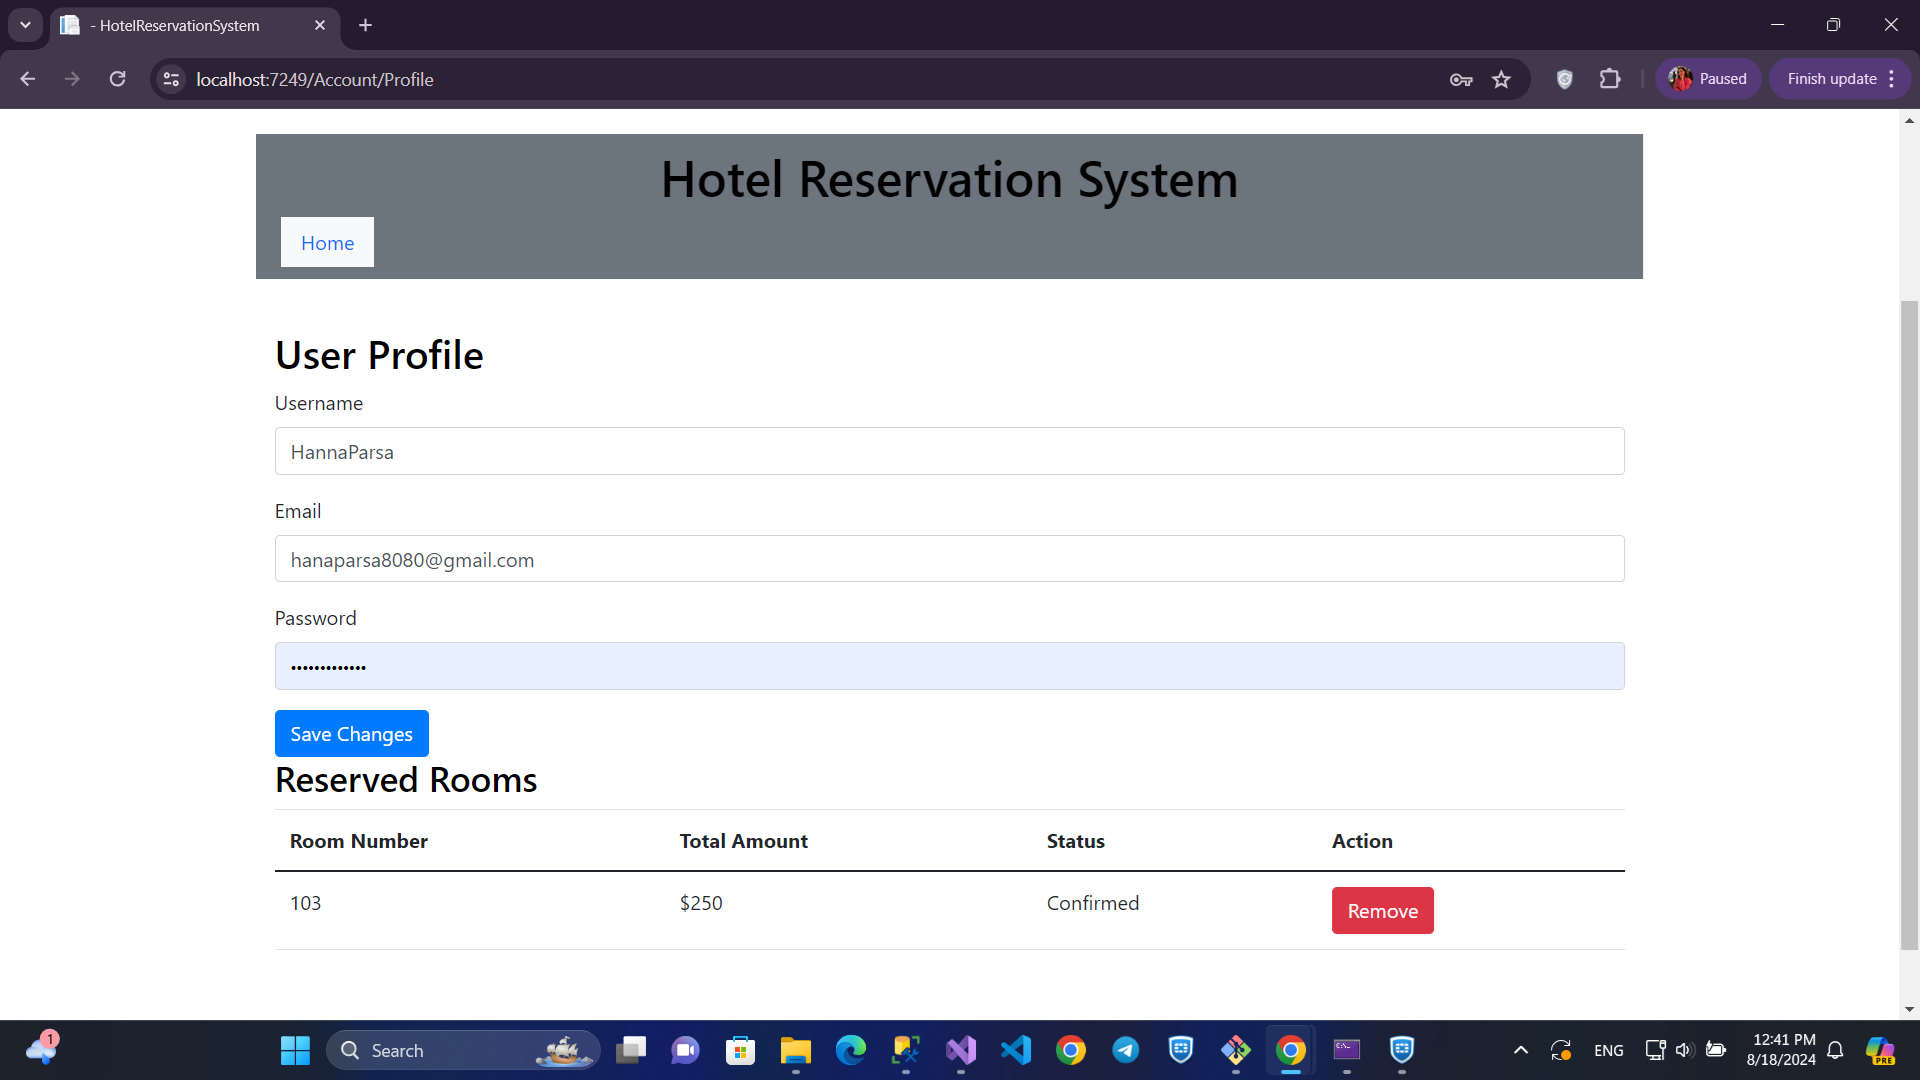 - HotelReservationSystem
localhost:7249/Account/Profile
Paused
Finish update
Hotel Reservation System
Home
User Profile
Username
HannaParsa
Email
hanaparsa8080@gmail.com
Password
•••••••••••••
Save Changes
Reserved Rooms
Room Number Total Amount Status Action
103 $250 Confirmed Remove
1
Search
ENG
12:41 PM
8/18/2024
PRE